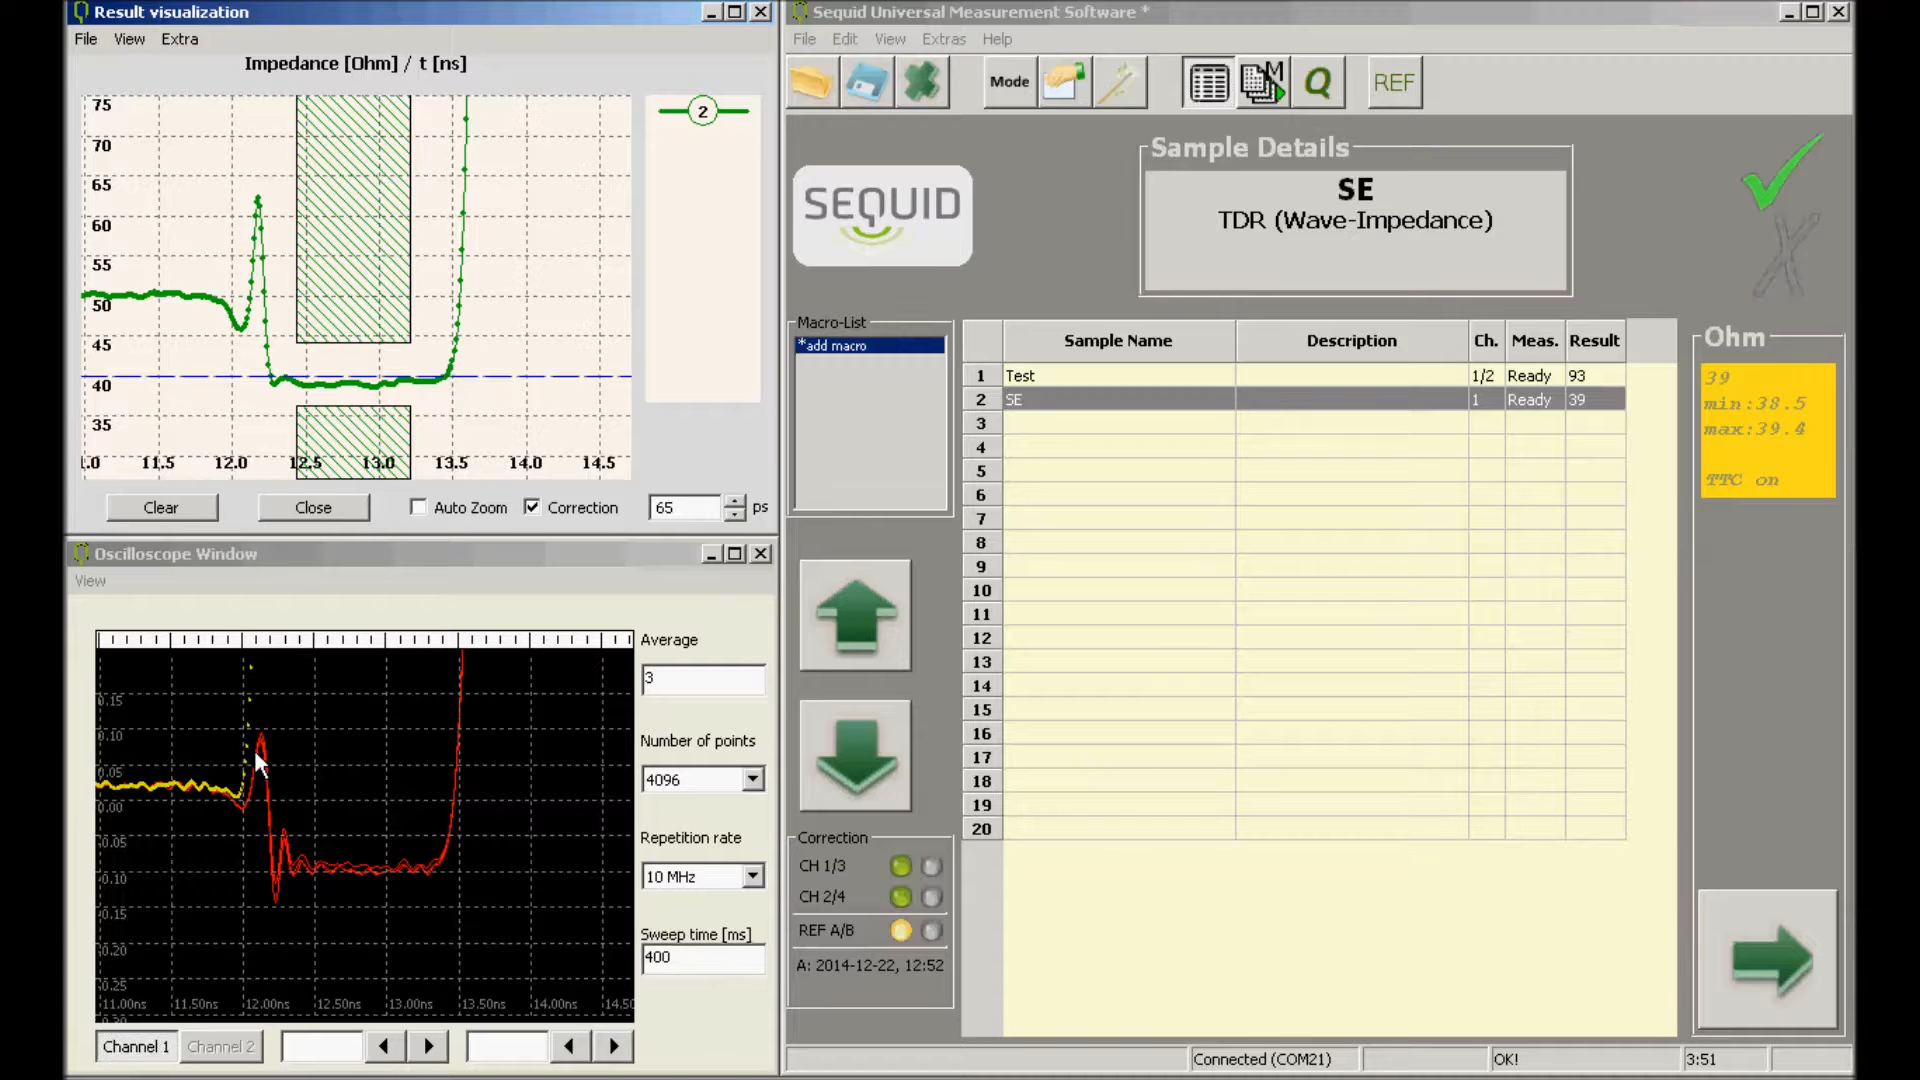 Result visualization
File View Extra
Impedance [Ohm] / t [ns]
75
70
65
60
55
50
45
40
35
1.0 11.5 12.0 12.5 13.0 13.5 14.0 14.5
2
Clear Close Auto Zoom Correction 65 ps
Oscilloscope Window
View
0.15
0.10
0.05
0.00
0.05
0.10
0.15
0.20
0.25
0.30
11.00ns 11.50ns 12.00ns 12.50ns 13.00ns 13.50ns 14.00ns 14.50
Average
3
Number of points
4096
Repetition rate
10 MHz
Sweep time [ms]
400
Channel 1 Channel 2
Sequid Universal Measurement Software *
File Edit View Extras Help
Mode M Q REF
SEQUID
Sample Details
SE
TDR (Wave-Impedance)
Macro-List
*add macro
Sample Name Description Ch. Meas. Result
1 Test 1/2 Ready 93
2 SE 1 Ready 39
3
4
5
6
7
8
9
10
11
12
13
14
15
16
17
18
19
20
Ohm
39
min:38.5
max:39.4
TTC on
Correction
CH 1/3
CH 2/4
REF A/B
A: 2014-12-22, 12:52
Connected (COM21) OK! 3:51